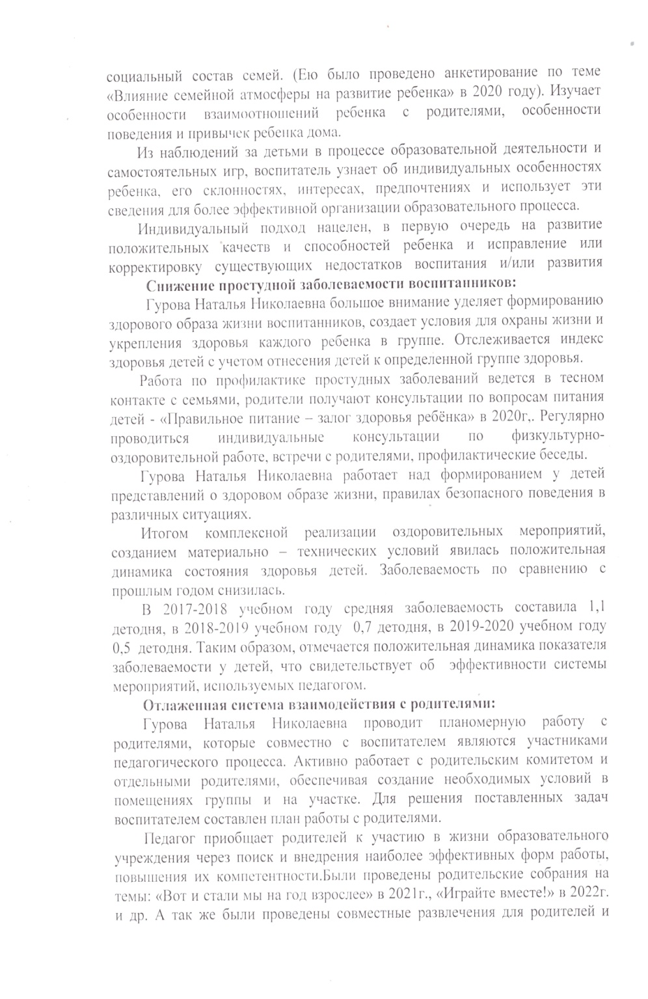 социальный состав семей. (Ею было проведено анкетирование по теме
«Влияние семейной атмосферы на развитие ребенка» в 2020 году). Изучает
особенности взаимоотношений ребенка с родителями, особенности
поведения и привычек ребенка дома.
Из наблюдений за детьми в процессе образовательной деятельности и
самостоятельных игр, воспитатель узнает об индивидуальных особенностях
ребенка, его склонностях, интересах, предпочтениях и использует эти
сведения для более эффективной организации образовательного процесса.
Индивидуальный подход нацелен, в первую очередь на развитие
положительных качеств и способностей ребенка и исправление или
корректировку существующих недостатков воспитания и/или развития
Снижение простудной заболеваемости воспитанников:
Гурова Наталья Николаевна большое внимание уделяет формированию
здорового образа жизни воспитанников, создает условия для охраны жизни и
укрепления здоровья каждого ребенка в группе. Отслеживается индекс
здоровья детей с учетом отнесения детей к определенной группе здоровья.
Работа по профилактике простудных заболеваний ведется в тесном
контакте с семьями, родители получают консультации по вопросам питания
детей - «Правильное питание – залог здоровья ребёнка» в 2020г,. Регулярно
проводиться индивидуальные консультации по физкультурно-
оздоровительной работе, встречи с родителями, профилактические беседы.
Гурова Наталья Николаевна работает над формированием у детей
представлений о здоровом образе жизни, правилах безопасного поведения в
различных ситуациях.
Итогом комплексной реализации оздоровительных мероприятий,
созданием материально – технических условий явилась положительная
динамика состояния здоровья детей. Заболеваемость по сравнению с
прошлым годом снизилась.
В 2017-2018 учебном году средняя заболеваемость составила 1,1
детодня, в 2018-2019 учебном году 0,7 детодня, в 2019-2020 учебном году
0,5 детодня. Таким образом, отмечается положительная динамика показателя
заболеваемости у детей, что свидетельствует об эффективности системы
мероприятий, используемых педагогом.
Отлаженная система взаимодействия с родителями:
Гурова Наталья Николаевна проводит планомерную работу с
родителями, которые совместно с воспитателем являются участниками
педагогического процесса. Активно работает с родительским комитетом и
отдельными родителями, обеспечивая создание необходимых условий в
помещениях группы и на участке. Для решения поставленных задач
воспитателем составлен план работы с родителями.
Педагог приобщает родителей к участию в жизни образовательного
учреждения через поиск и внедрения наиболее эффективных форм работы,
повышения их компетентности.Были проведены родительские собрания на
темы: «Вот и стали мы на год взрослее» в 2021г., «Играйте вместе!» в 2022г.
и др. А так же были проведены совместные развлечения для родителей и